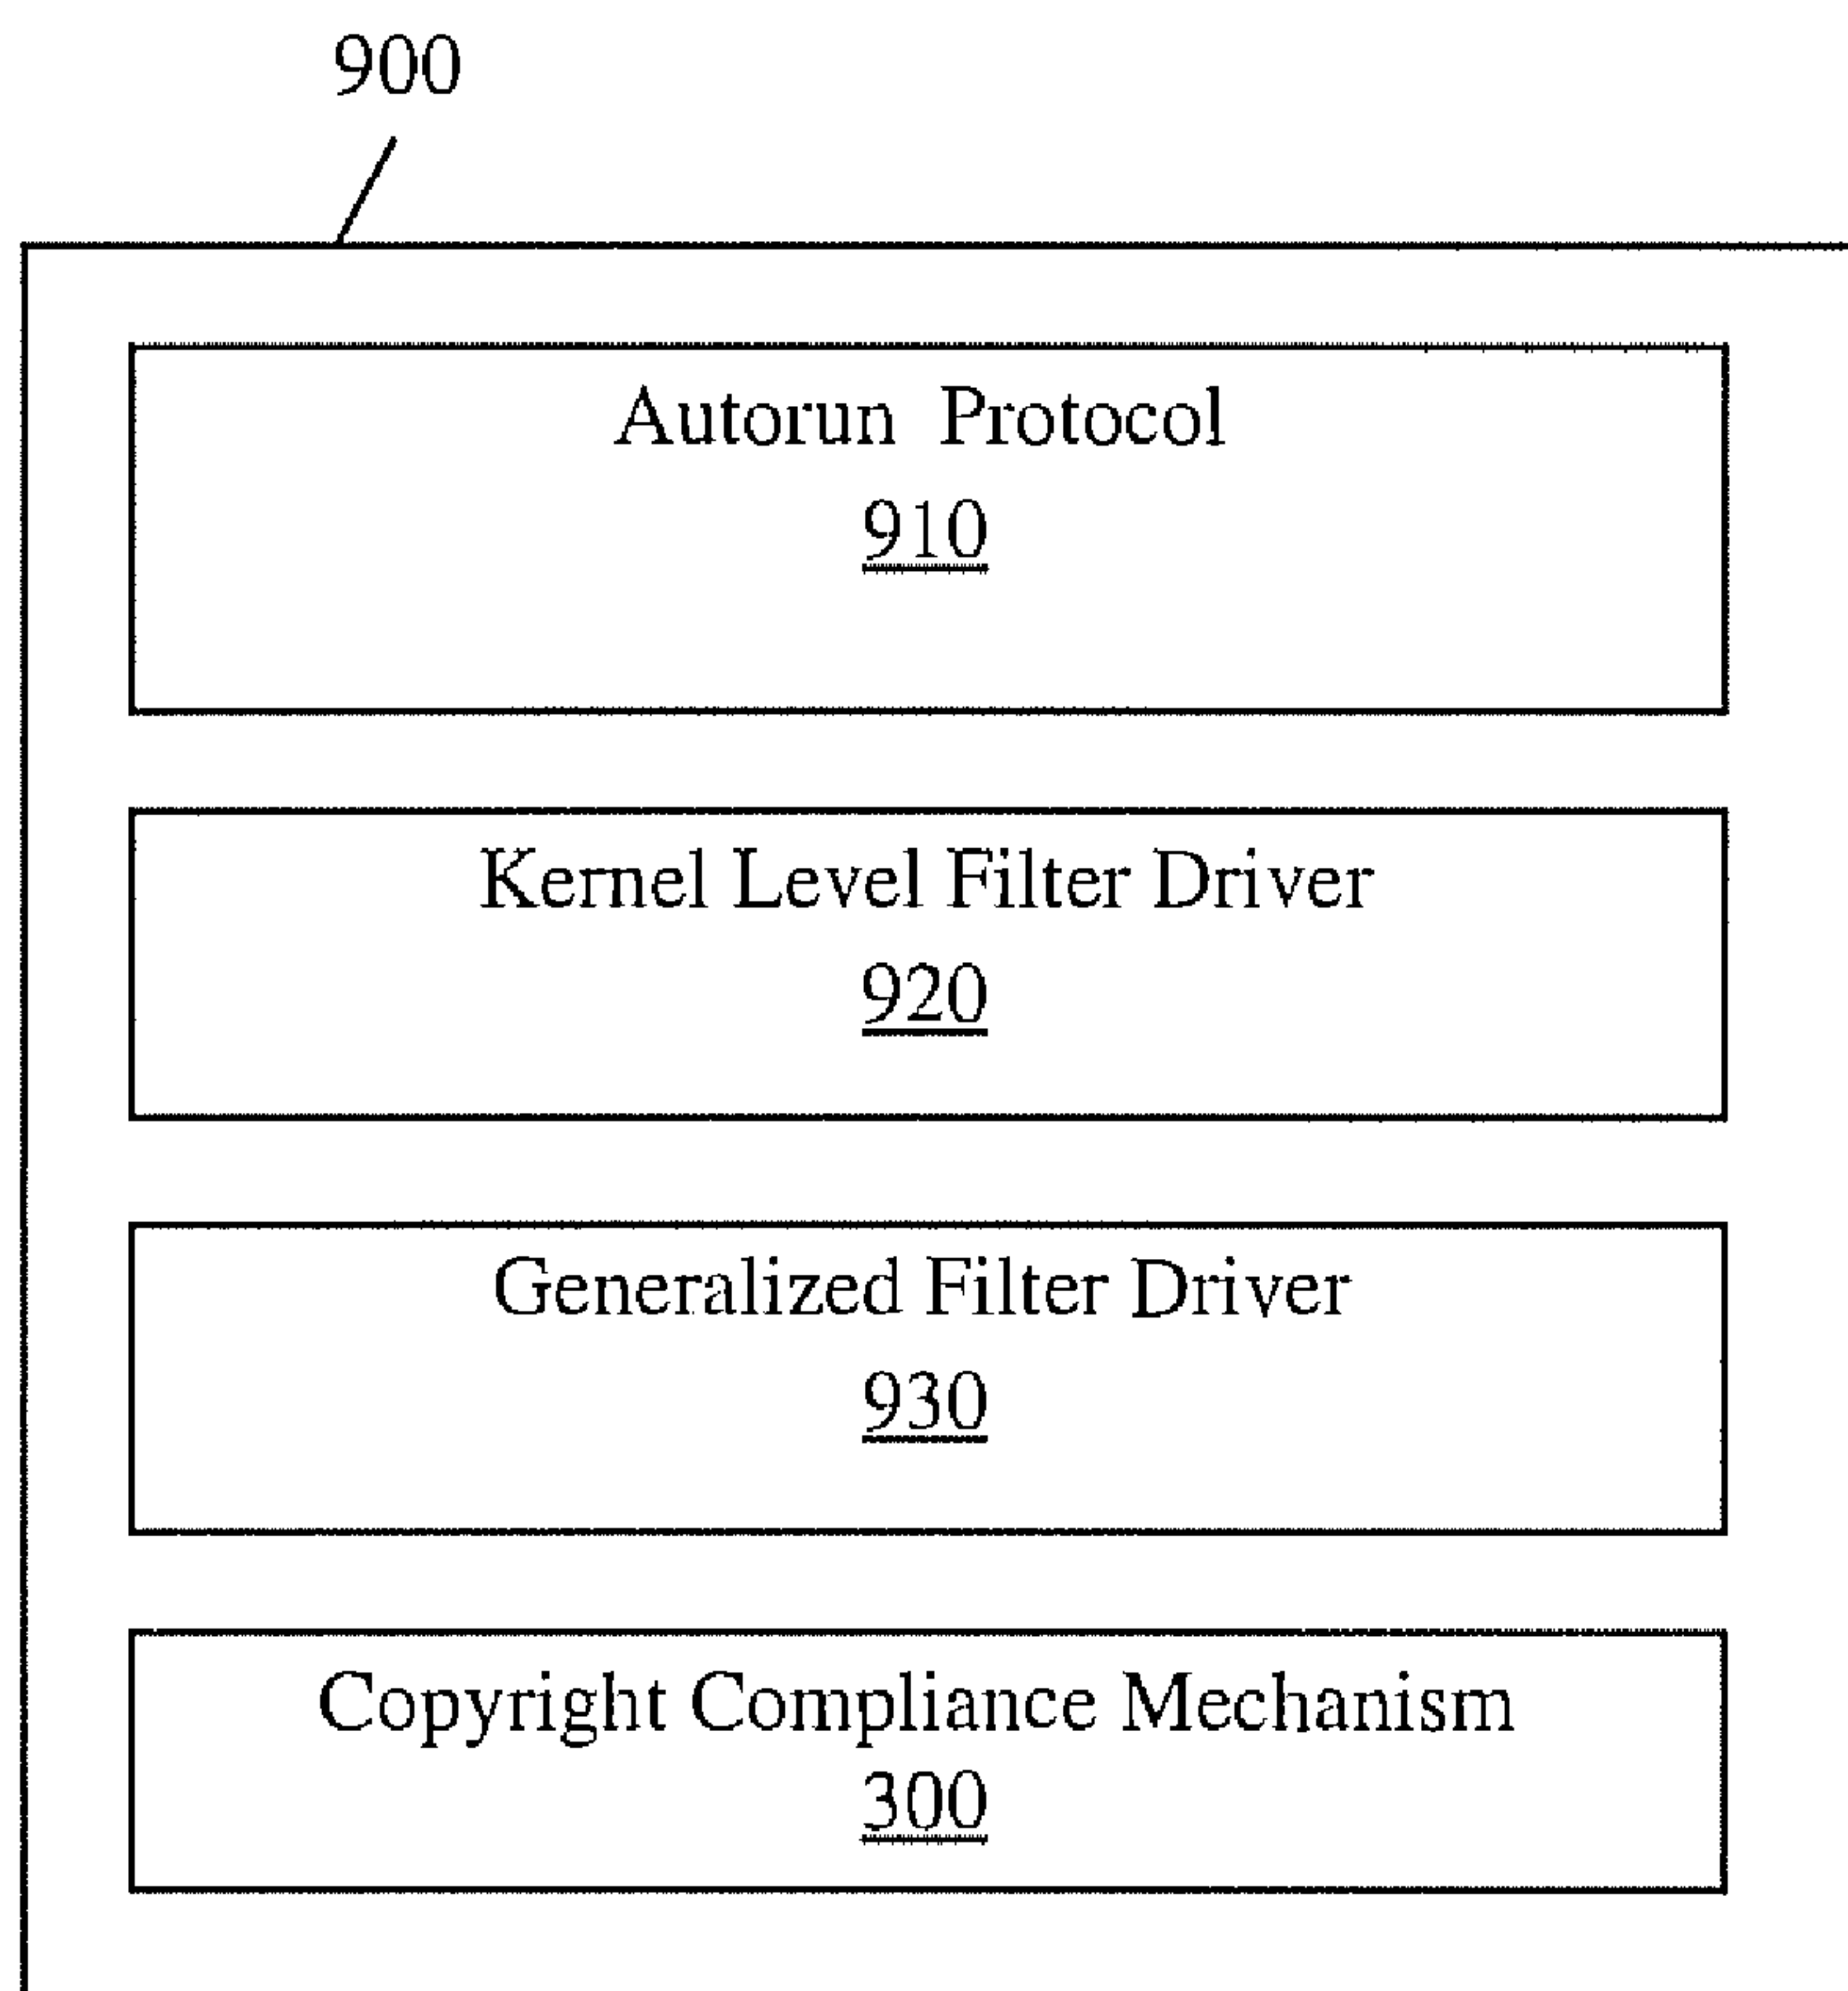 900
Autorun Protocol
910
Kernel Level Filter Driver
920
Generalized Filter Driver
930
Copyright Compliance Mechanism
300